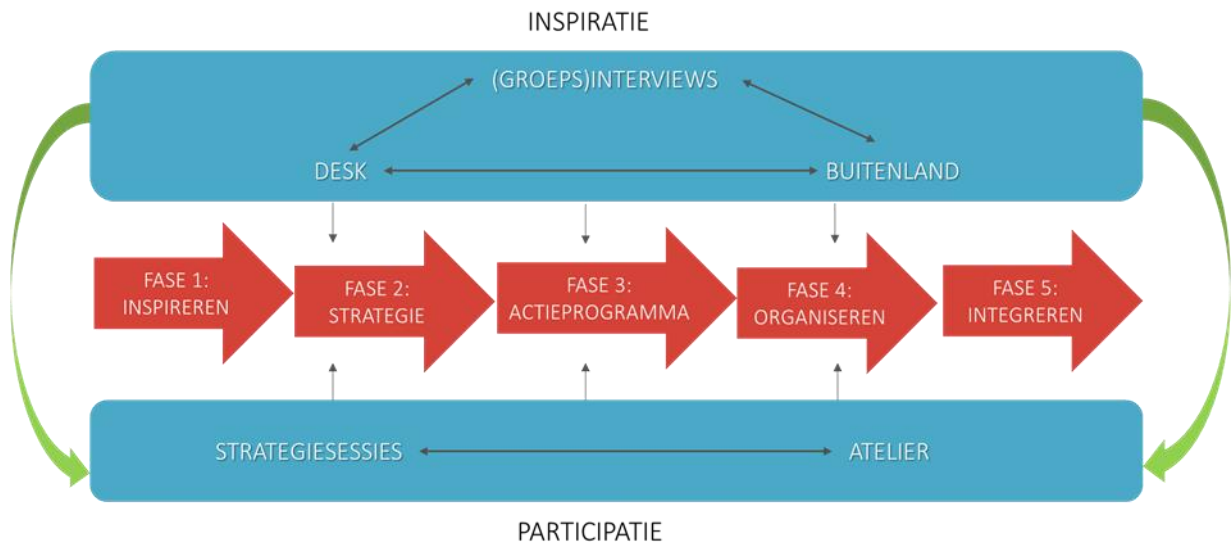 INSPIRATIE
(GROEPS)INTERVIEWS
DESK
BUITENLAND
FASE 1:
INSPIREREN
FASE 2:
STRATEGIE
FASE 3:
ACTIEPROGRAMMA
FASE 4:
ORGANISEREN
FASE 5:
INTEGREREN
STRATEGIESESSIES
ATELIER
PARTICIPATIE